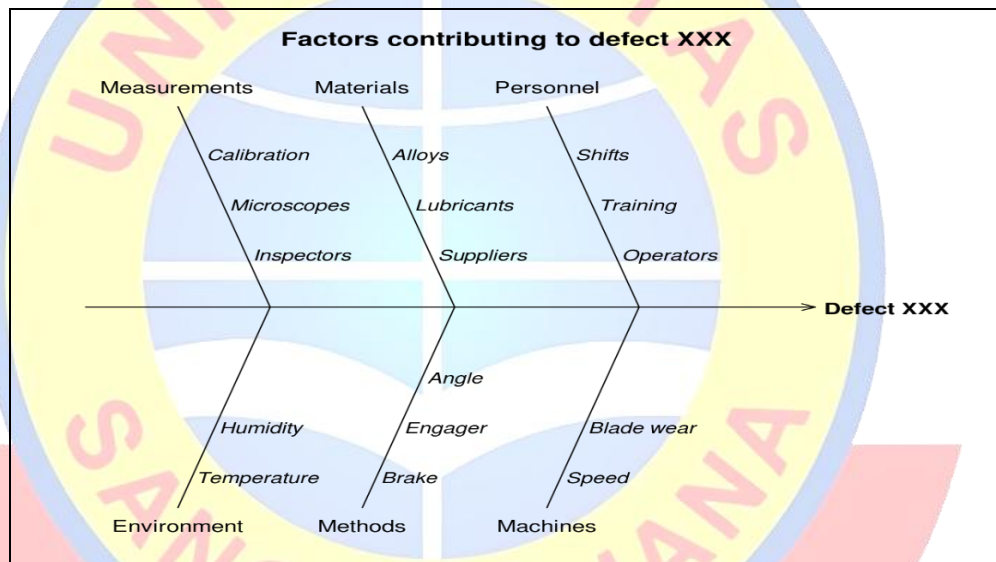 Factors contributing to defect XXX
Measurements
Materials
Personnel
Calibration
Alloys
Shifts
Microscopes
Lubricants
Training
Inspectors
Suppliers
Operators
Defect XXX
Angle
Humidity
Engager
Blade wear
Temperature
Brake
Speed
Environment
Methods
Machines